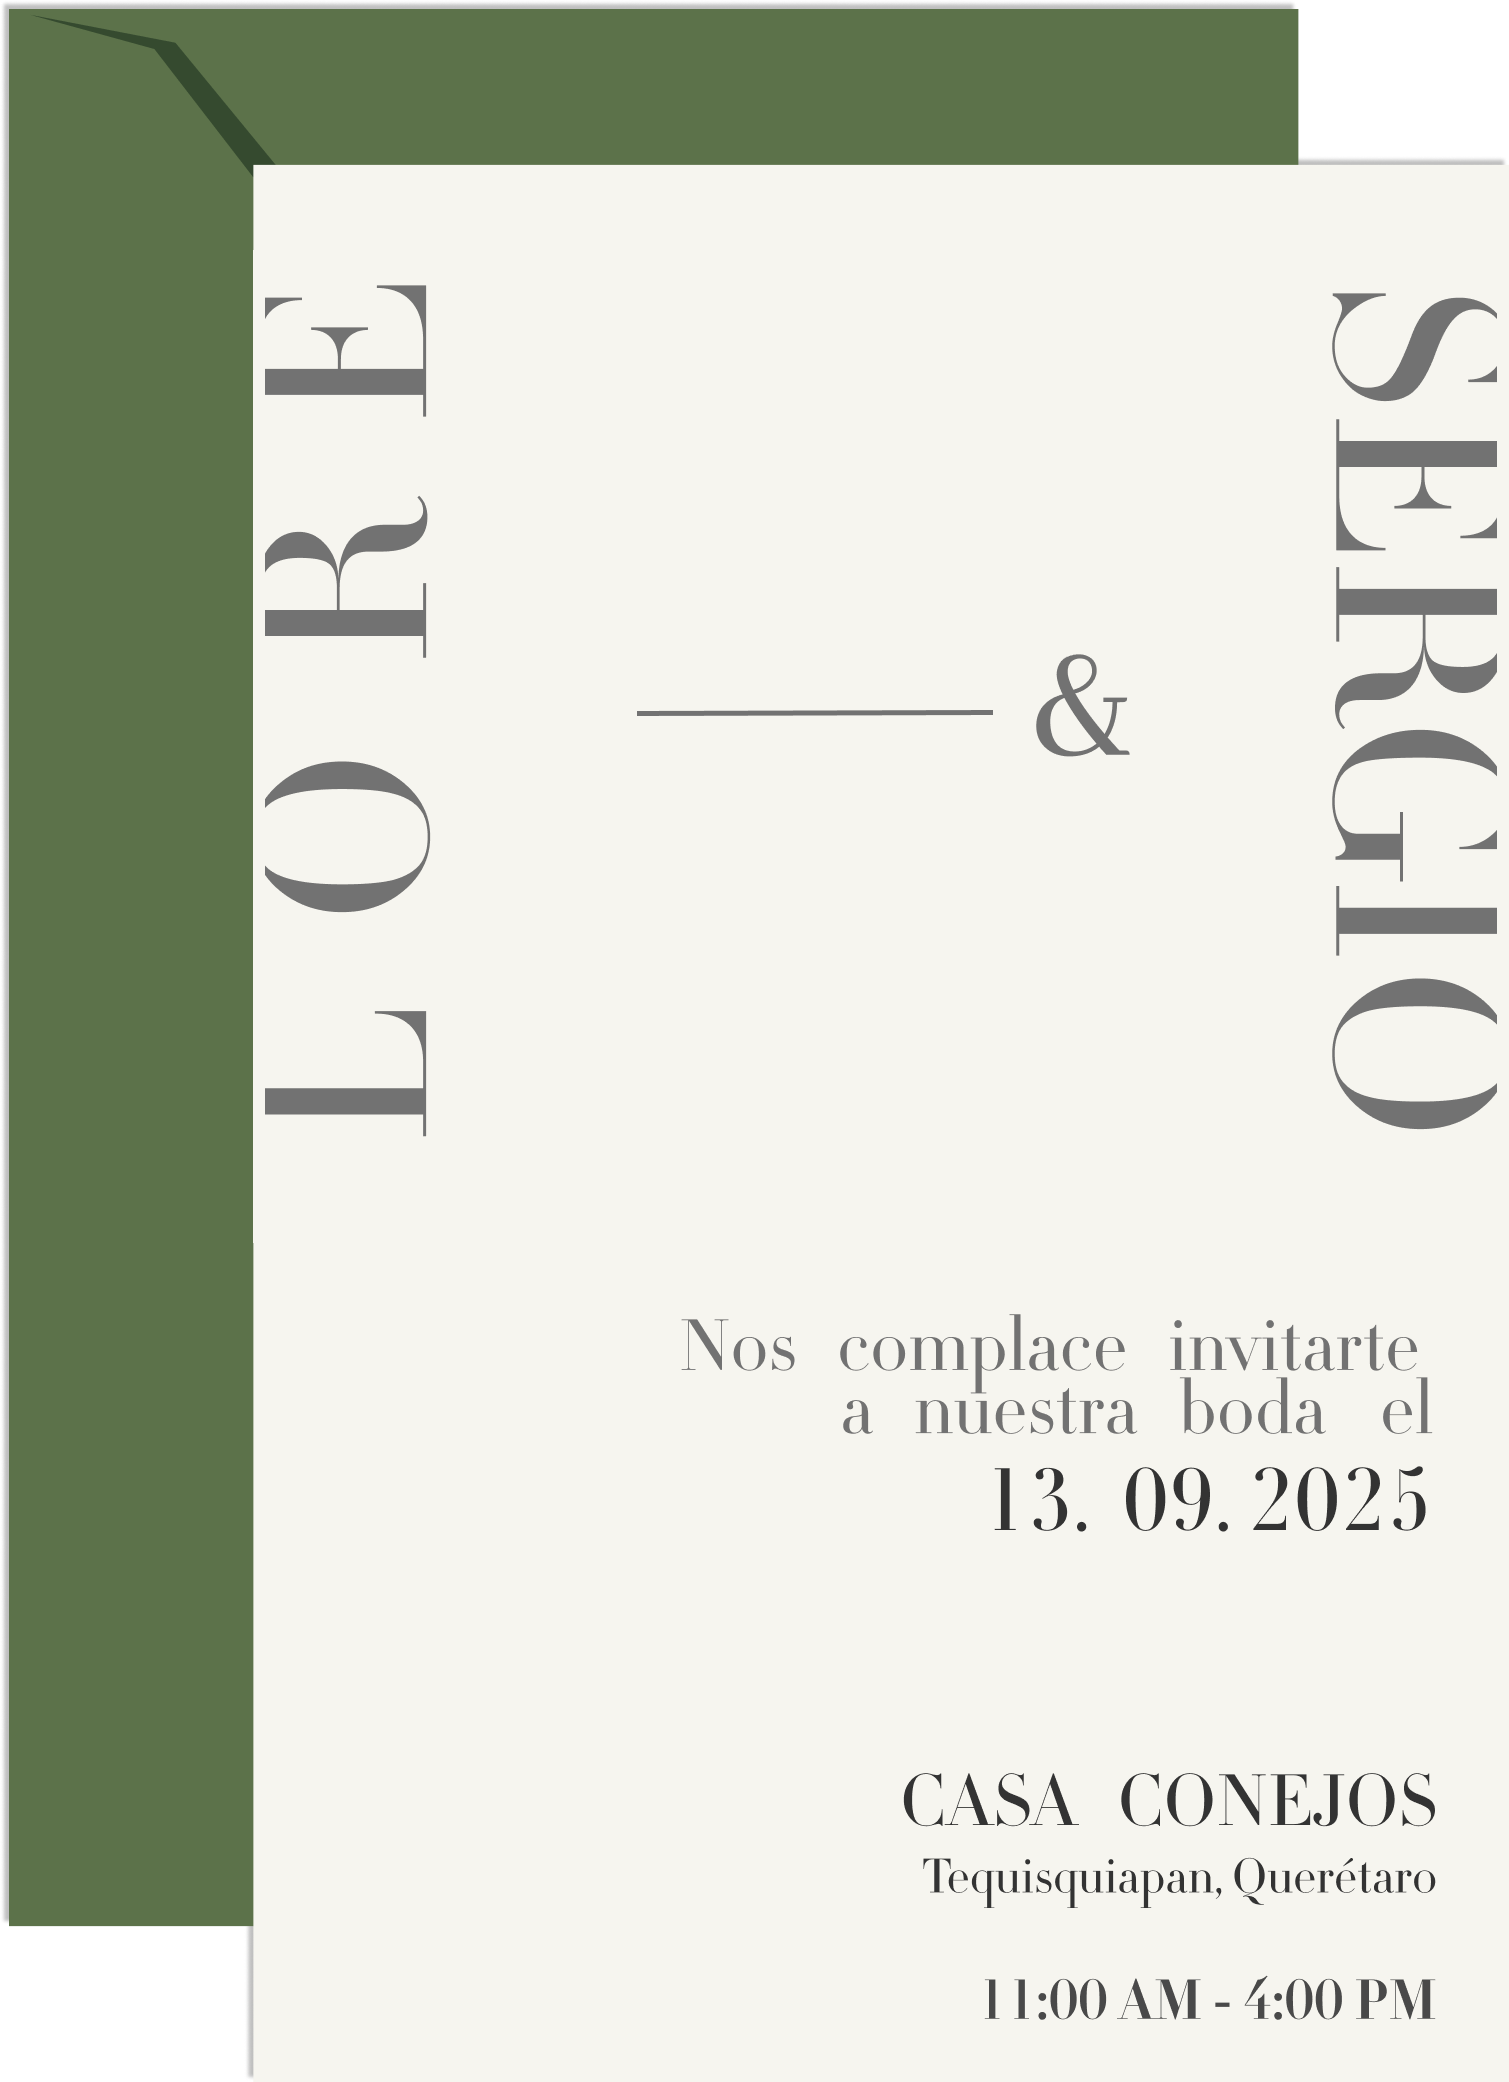 LORE
&
SERGIO
Nos complace invitarte
a nuestra boda el
13. 09. 2025
CASA CONEJOS
Tequisquiapan, Querétaro
11:00 AM - 4:00 PM